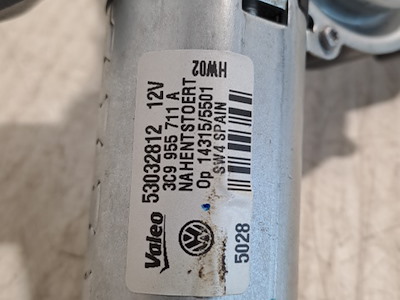 Valeo 53032812 12V
3C9 955 711 A
NAHENTSTOERT
Op 14315/5501
SW4 SPAIN
HW02
5028